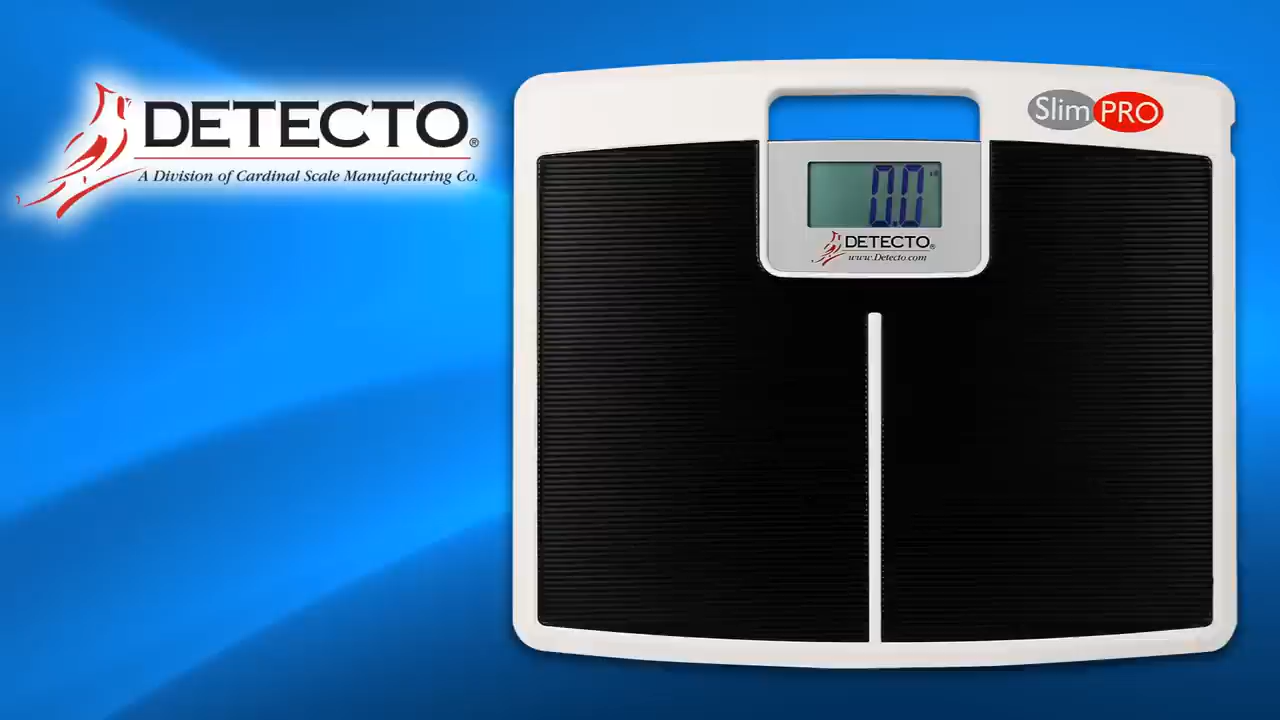 DETECTO®
A Division of Cardinal Scale Manufacturing Co.
Slim PRO
0.0
DETECTO®
www.Detecto.com